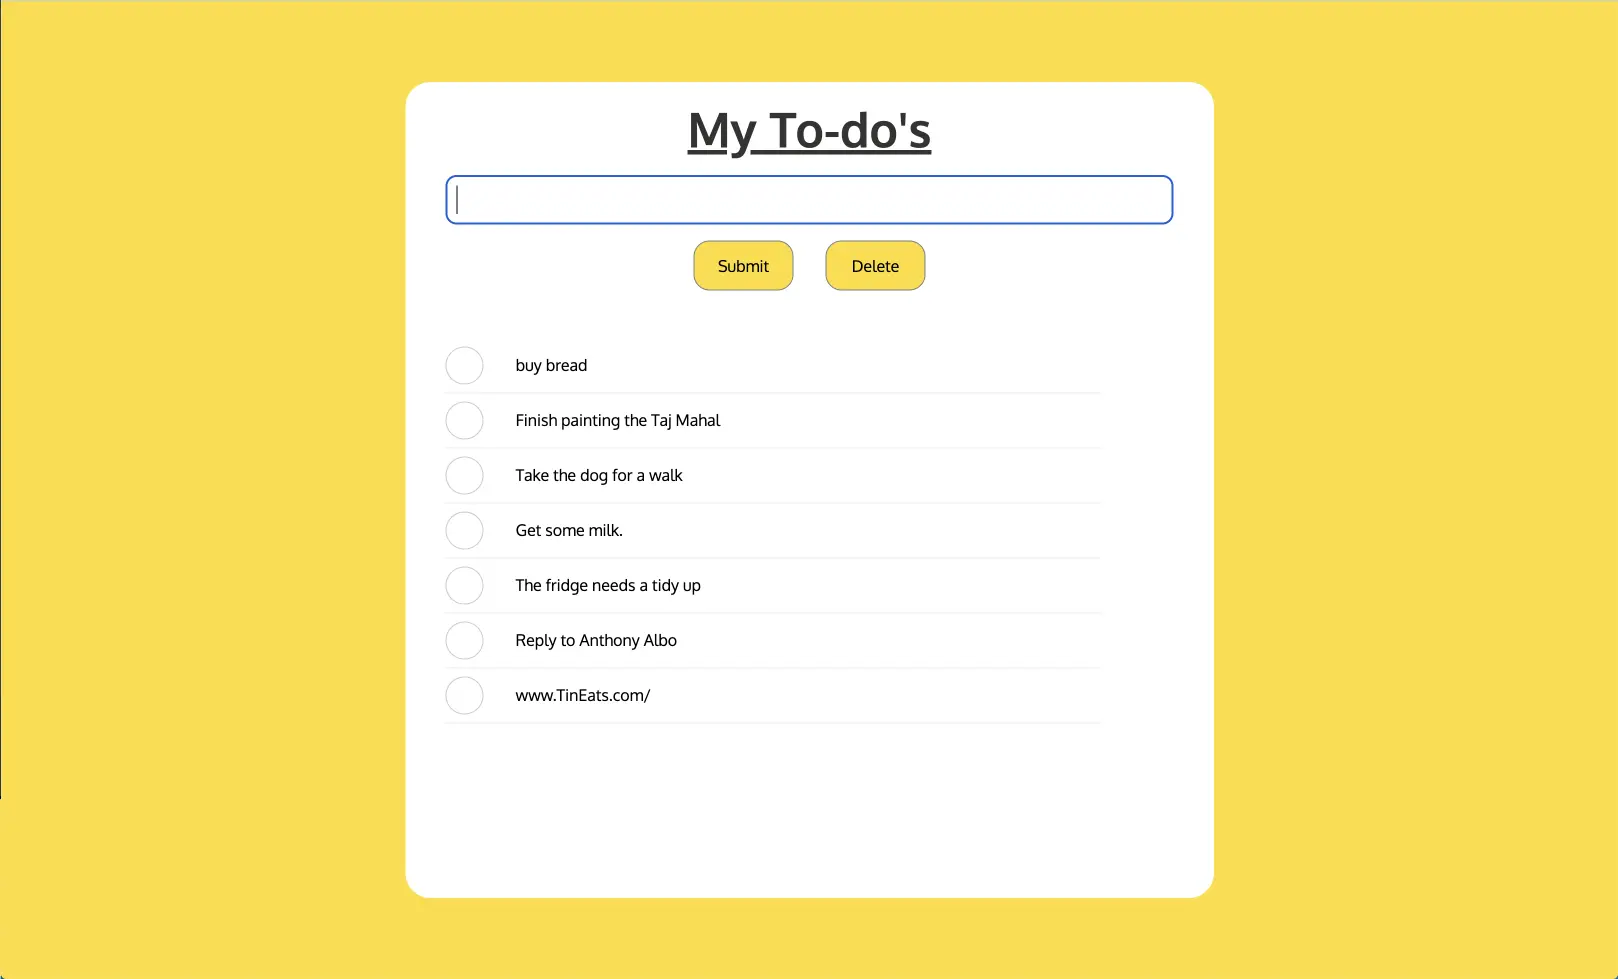 My To-do's
Submit
Delete
buy bread
Finish painting the Taj Mahal
Take the dog for a walk
Get some milk.
The fridge needs a tidy up
Reply to Anthony Albo
www.TinEats.com/